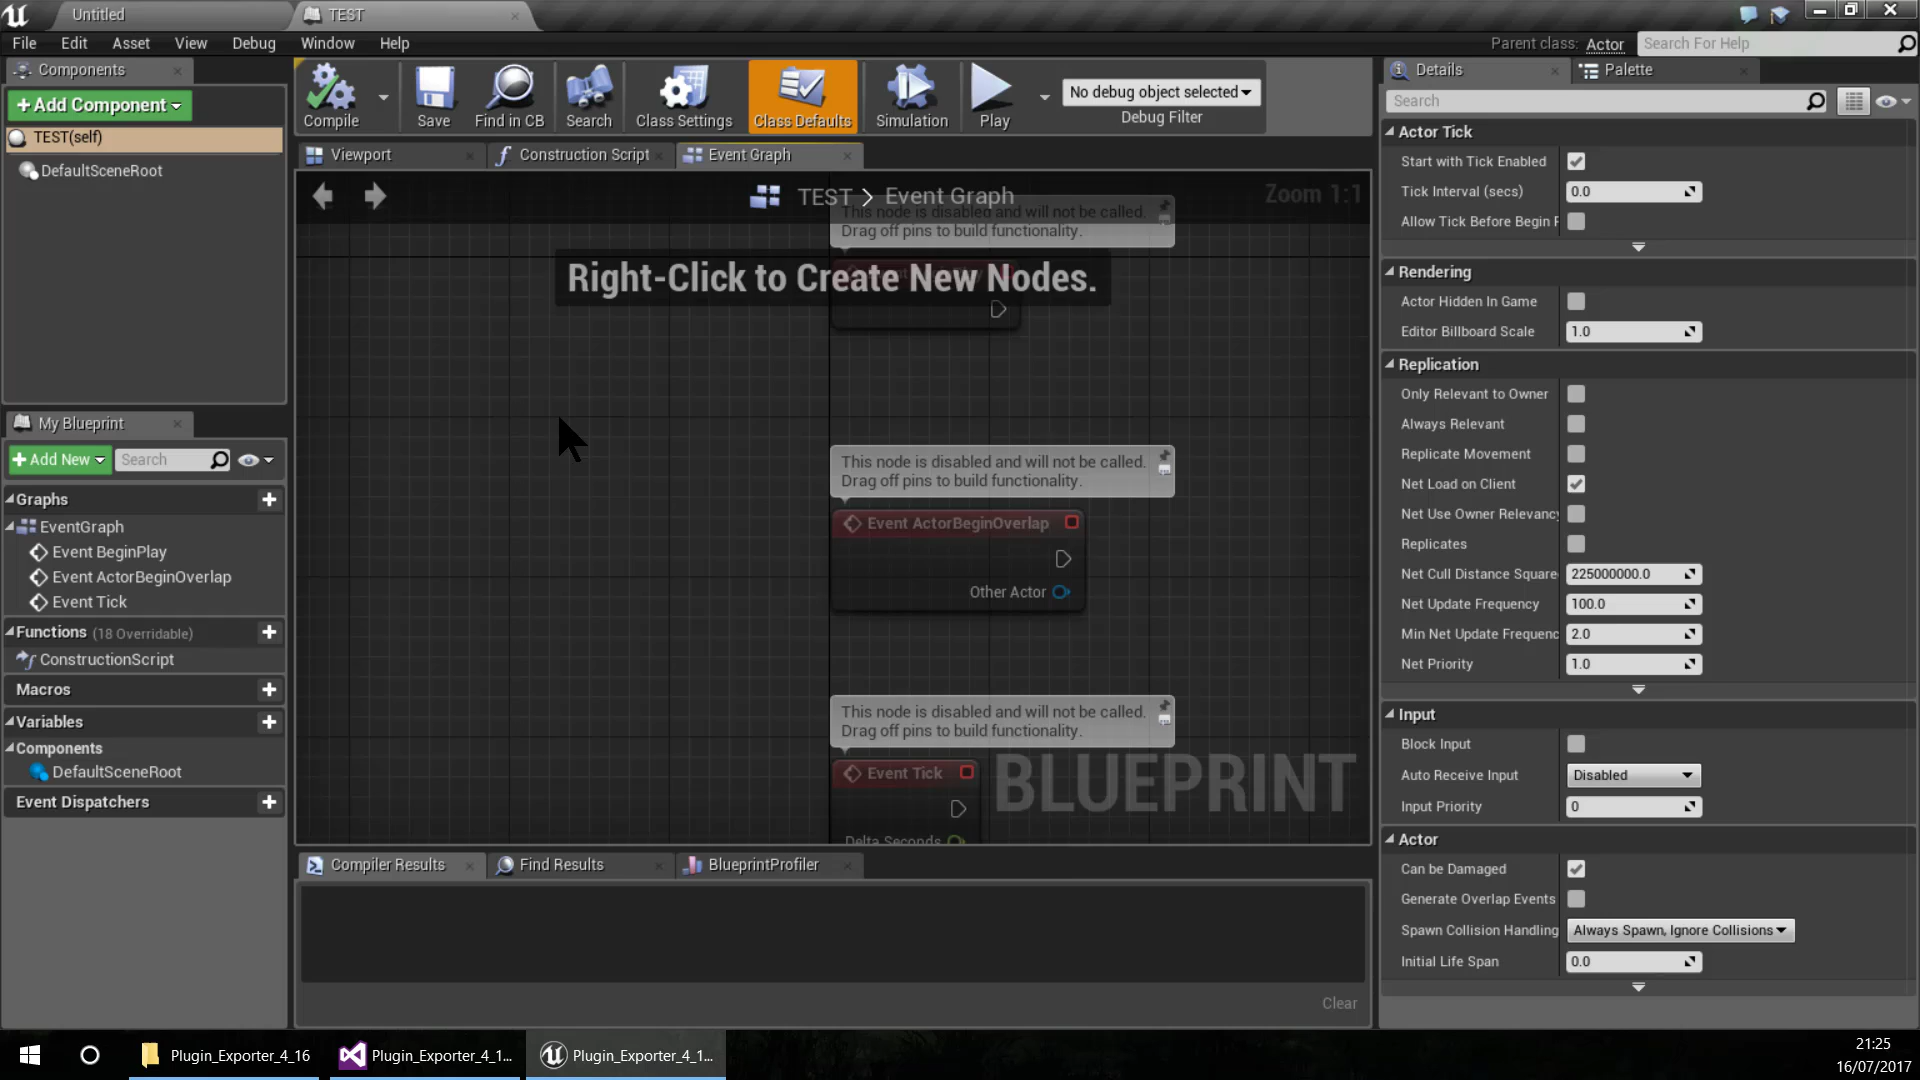 Untitled
TEST
File Edit Asset View Debug Window Help
Parent class: Actor
Search For Help
Components
+Add Component
TEST(self)
DefaultSceneRoot
My Blueprint
+Add New
Search
Graphs
EventGraph
Event BeginPlay
Event ActorBeginOverlap
Event Tick
Functions (18 Overridable)
ConstructionScript
Macros
Variables
Components
DefaultSceneRoot
Event Dispatchers
Compile
Save
Find in CB
Search
Class Settings
Class Defaults
Simulation
Play
No debug object selected
Debug Filter
Viewport
Construction Script
Event Graph
TEST > Event Graph
Zoom 1:1
This node is disabled and will not be called.
Drag off pins to build functionality.
Right-Click to Create New Nodes.
This node is disabled and will not be called.
Drag off pins to build functionality.
Event ActorBeginOverlap
Other Actor
This node is disabled and will not be called.
Drag off pins to build functionality.
Event Tick
Delta Seconds
BLUEPRINT
Compiler Results
Find Results
BlueprintProfiler
Clear
Details
Palette
Search
Actor Tick
Start with Tick Enabled
Tick Interval (secs) 0.0
Allow Tick Before Begin P
Rendering
Actor Hidden In Game
Editor Billboard Scale 1.0
Replication
Only Relevant to Owner
Always Relevant
Replicate Movement
Net Load on Client
Net Use Owner Relevancy
Replicates
Net Cull Distance Square 225000000.0
Net Update Frequency 100.0
Min Net Update Frequenc 2.0
Net Priority 1.0
Input
Block Input
Auto Receive Input Disabled
Input Priority 0
Actor
Can be Damaged
Generate Overlap Events
Spawn Collision Handling Always Spawn, Ignore Collisions
Initial Life Span 0.0
Plugin_Exporter_4_16
Plugin_Exporter_4_1...
Plugin_Exporter_4_1...
21:25
16/07/2017